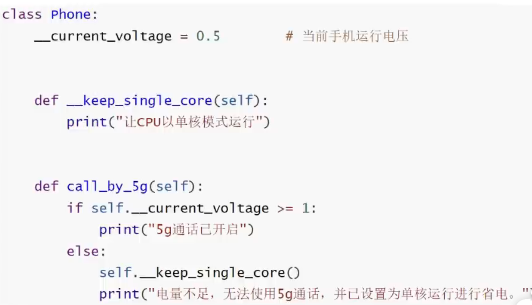 class Phone:
    __current_voltage = 0.5        # 当前手机运行电压
    def __keep_single_core(self):
        print("让CPU以单核模式运行")
    def call_by_5g(self):
        if self.__current_voltage >= 1:
            print("5g通话已开启")
        else:
            self.__keep_single_core()
            print("电量不足，无法使用5g通话，并已设置为单核运行进行省电。")